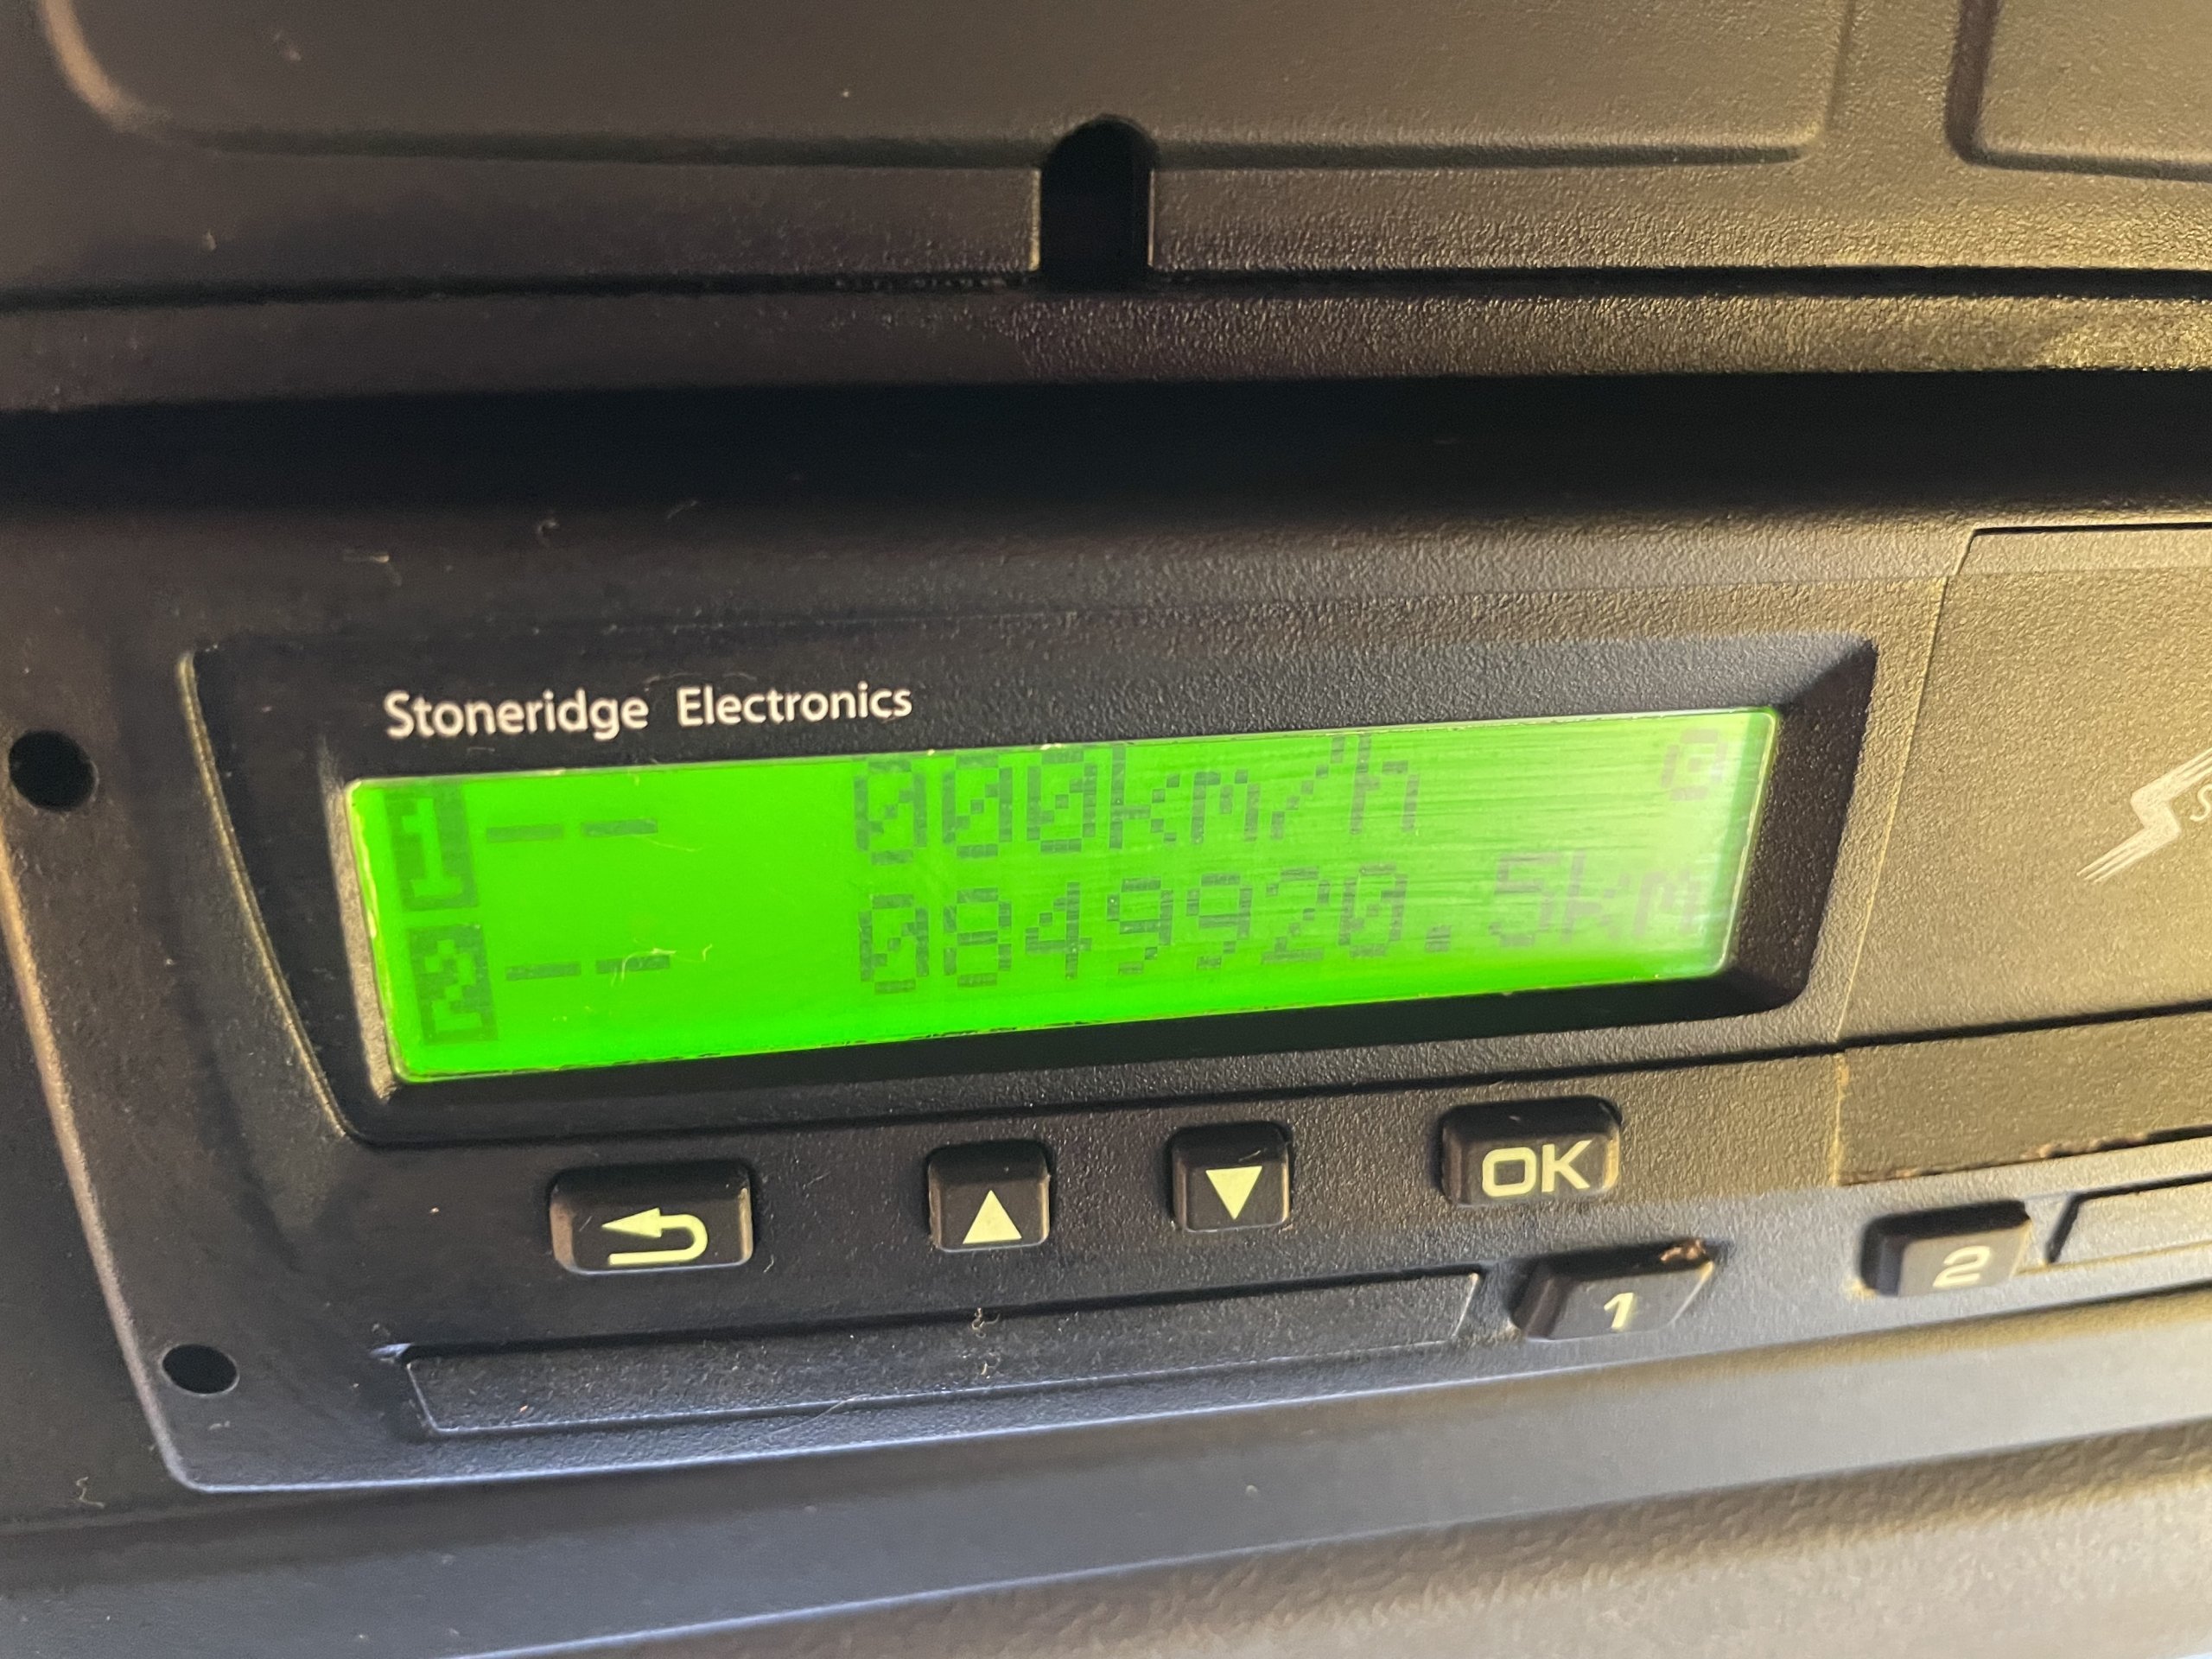 Stoneridge Electronics
1 -- 000km/h
2 -- 0849920.5km
OK
1
2